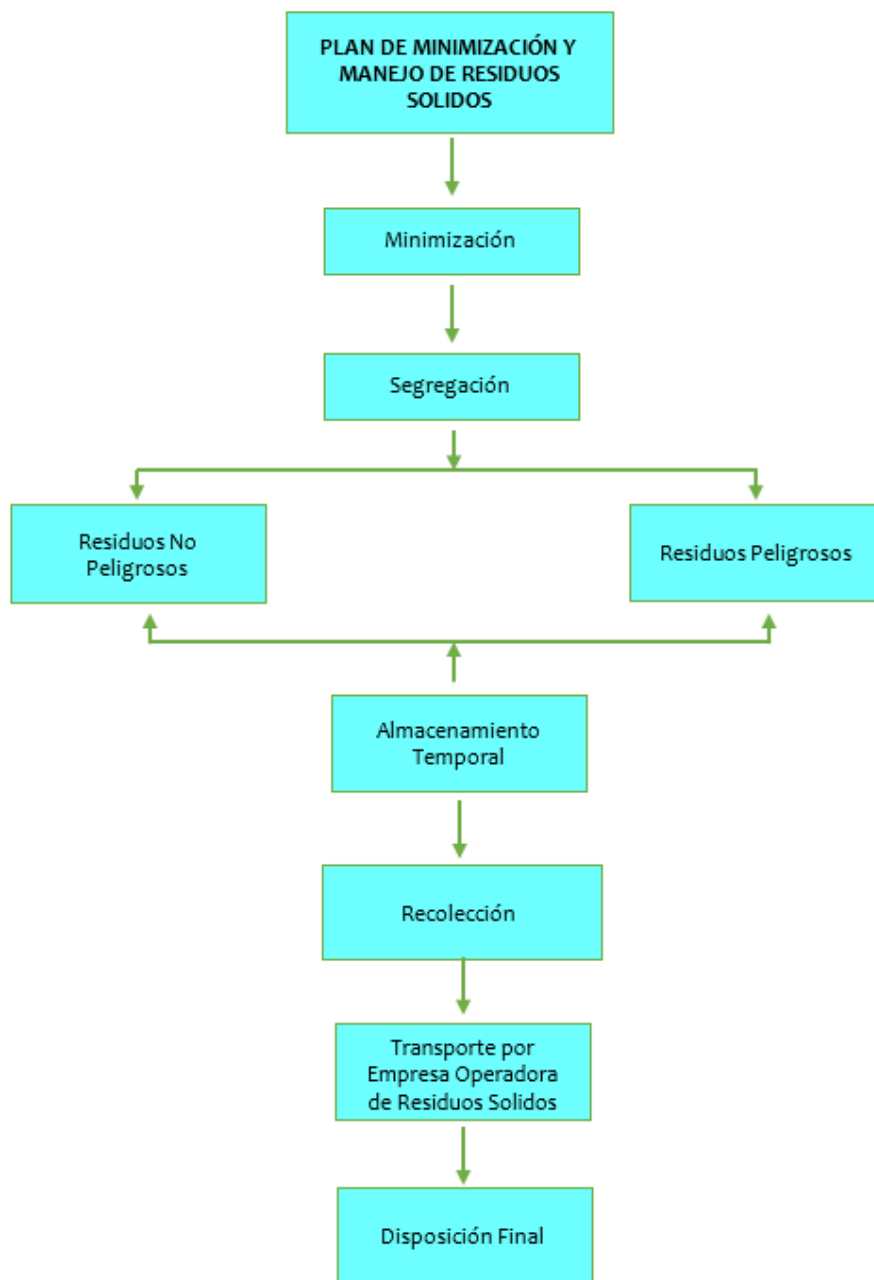 PLAN DE MINIMIZACIÓN Y
MANEJO DE RESIDUOS
SOLIDOS
Minimización
Segregación
Residuos No
Peligrosos
Residuos Peligrosos
Almacenamiento
Temporal
Recolección
Transporte por
Empresa Operadora
de Residuos Solidos
Disposición Final